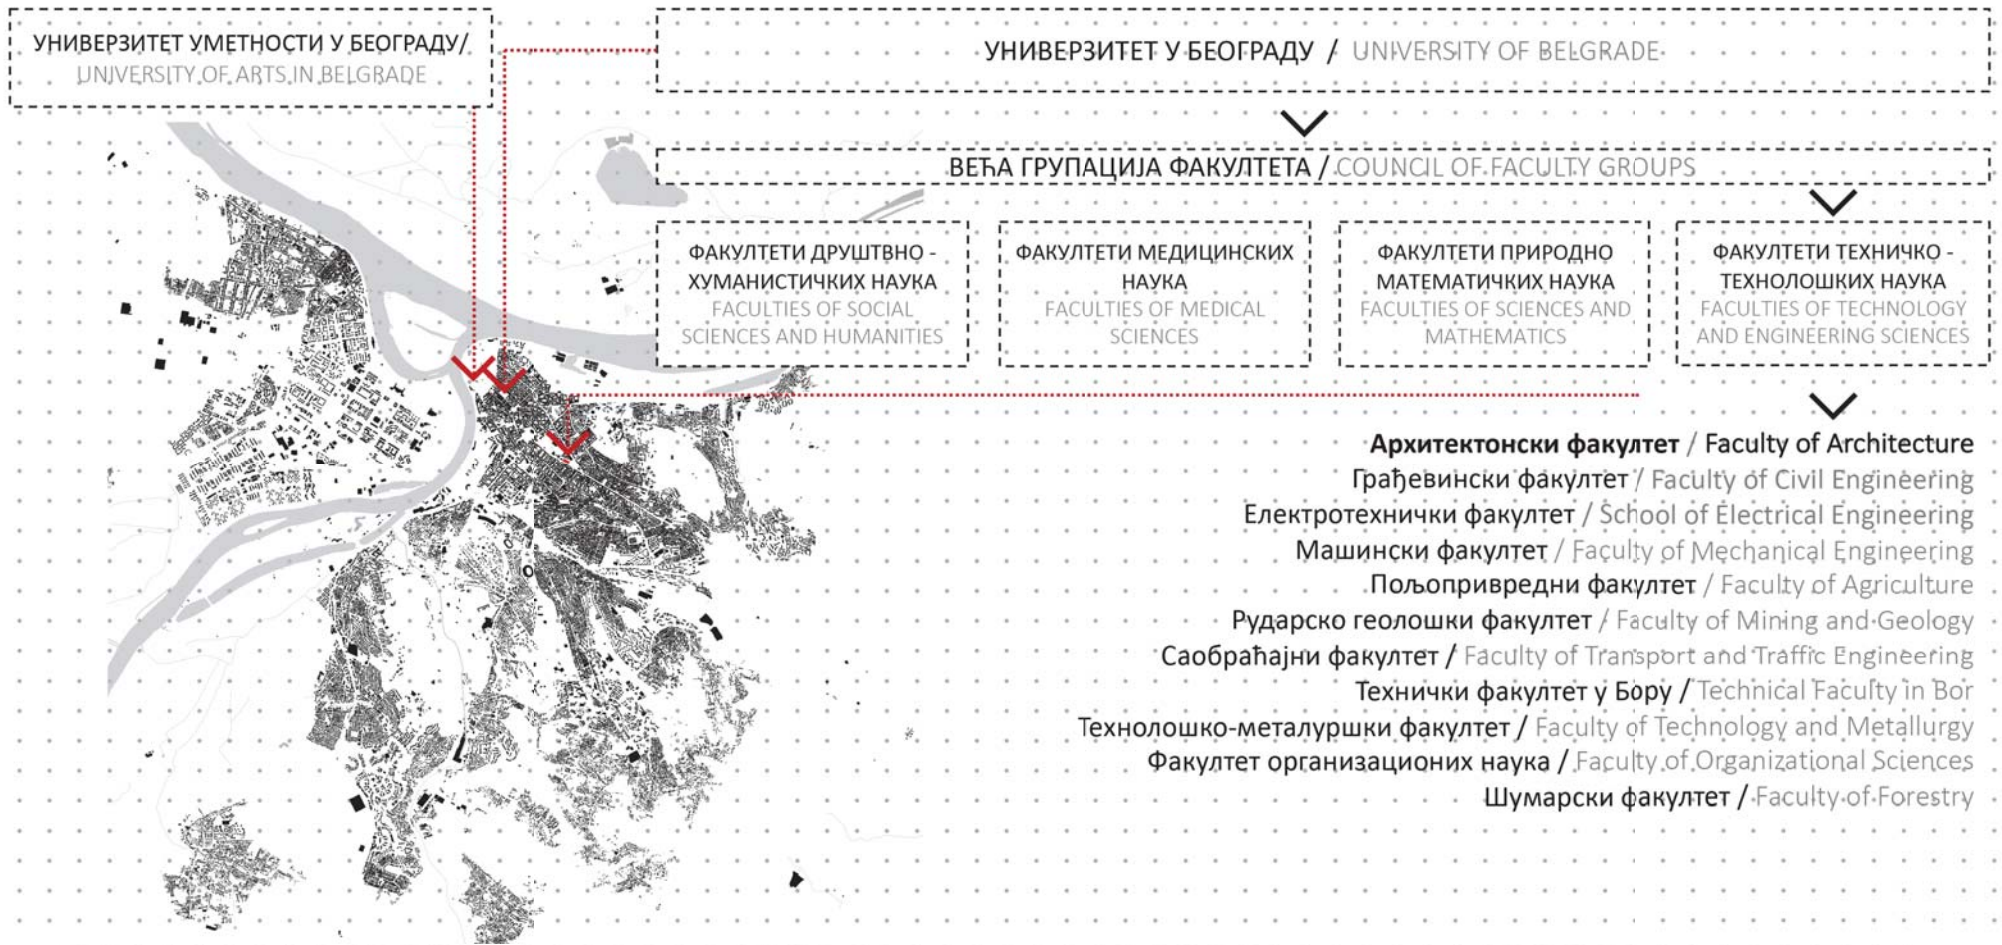 УНИВЕРЗИТЕТ УМЕТНОСТИ У БЕОГРАДУ/
UNIVERSITY OF ARTS IN BELGRADE
УНИВЕРЗИТЕТ У БЕОГРАДУ / UNIVERSITY OF BELGRADE
ВЕЋА ГРУПАЦИЈА ФАКУЛТЕТА / COUNCIL OF FACULTY GROUPS
ФАКУЛТЕТИ ДРУШТВНО -
ХУМАНИСТИЧКИХ НАУКА
FACULTIES OF SOCIAL
SCIENCES AND HUMANITIES
ФАКУЛТЕТИ МЕДИЦИНСКИХ
НАУКА
FACULTIES OF MEDICAL
SCIENCES
ФАКУЛТЕТИ ПРИРОДНО
МАТЕМАТИЧКИХ НАУКА
FACULTIES OF SCIENCES AND
MATHEMATICS
ФАКУЛТЕТИ ТЕХНИЧКО -
ТЕХНОЛОШКИХ НАУКА
FACULTIES OF TECHNOLOGY
AND ENGINEERING SCIENCES
Архитектонски факултет / Faculty of Architecture
Грађевински факултет / Faculty of Civil Engineering
Електротехнички факултет / School of Electrical Engineering
Машински факултет / Faculty of Mechanical Engineering
Пољопривредни факултет / Faculty of Agriculture
Рударско геолошки факултет / Faculty of Mining and Geology
Саобраћајни факултет / Faculty of Transport and Traffic Engineering
Технички факултет у Бору / Technical Faculty in Bor
Технолошко-металуршки факултет / Faculty of Technology and Metallurgy
Факултет организационих наука / Faculty of Organizational Sciences
Шумарски факултет / Faculty of Forestry